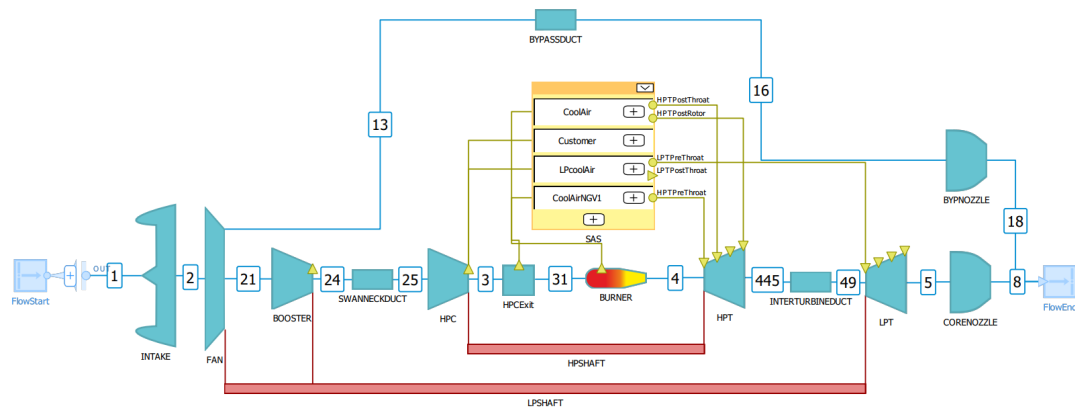 BYPASSDUCT
16
13
CoolAir
HPTPostThroat
HPTPostRotor
Customer
LPcoolAir
LPTPreThroat
LPTPostThroat
CoolAirNGV1
HPTPreThroat
SAS
BYPNOZZLE
18
FlowStart
OUT
1
2
21
24
25
3
31
4
445
49
5
8
FlowEnd
INTAKE
FAN
BOOSTER
SWANNECKDUCT
HPC
HPCExit
BURNER
HPT
INTERTURBINEDUCT
LPT
CORENOZZLE
HPSHAFT
LPSHAFT